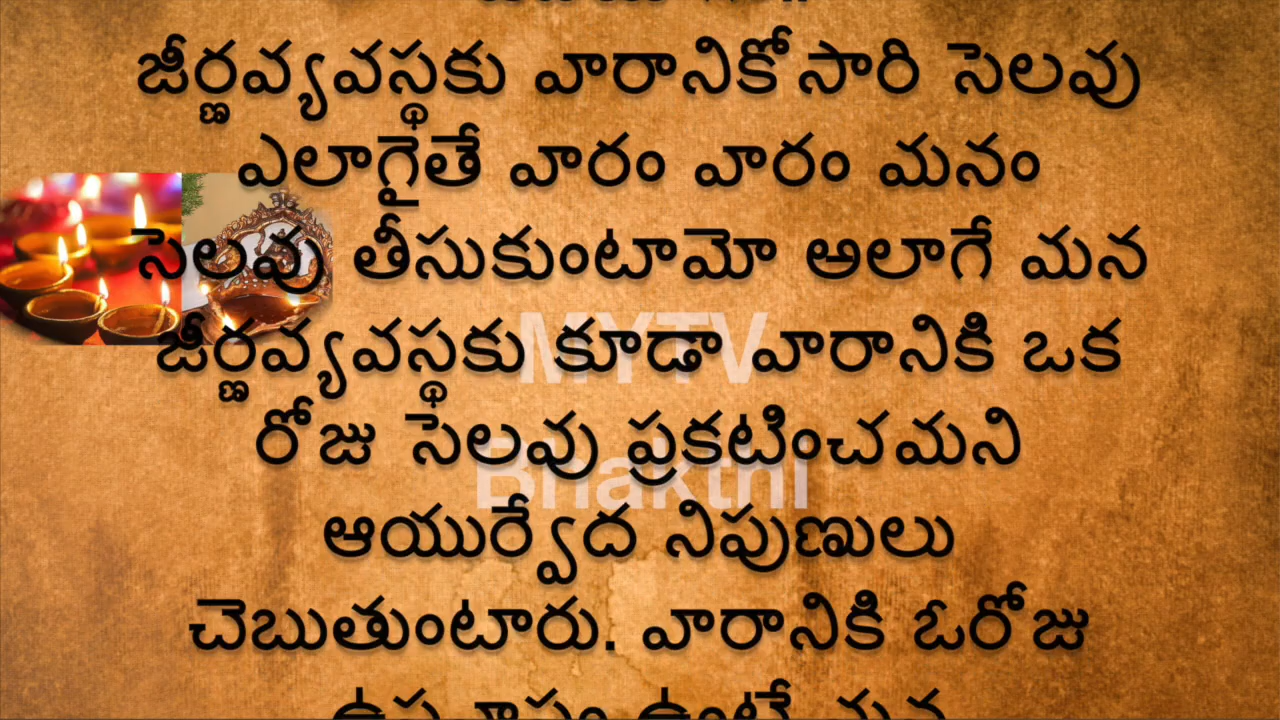 జీర్ణవ్యవస్థకు వారానికోసారి సెలవు
ఎలాగైతే వారం వారం మనం
సెలవు తీసుకుంటామో అలాగే మన
జీర్ణవ్యవస్థకు కూడా వారానికి ఒక
రోజు సెలవు ప్రకటించమని
ఆయుర్వేద నిపుణులు
చెబుతుంటారు. వారానికి ఓరోజు
MYTV
Bhakthi